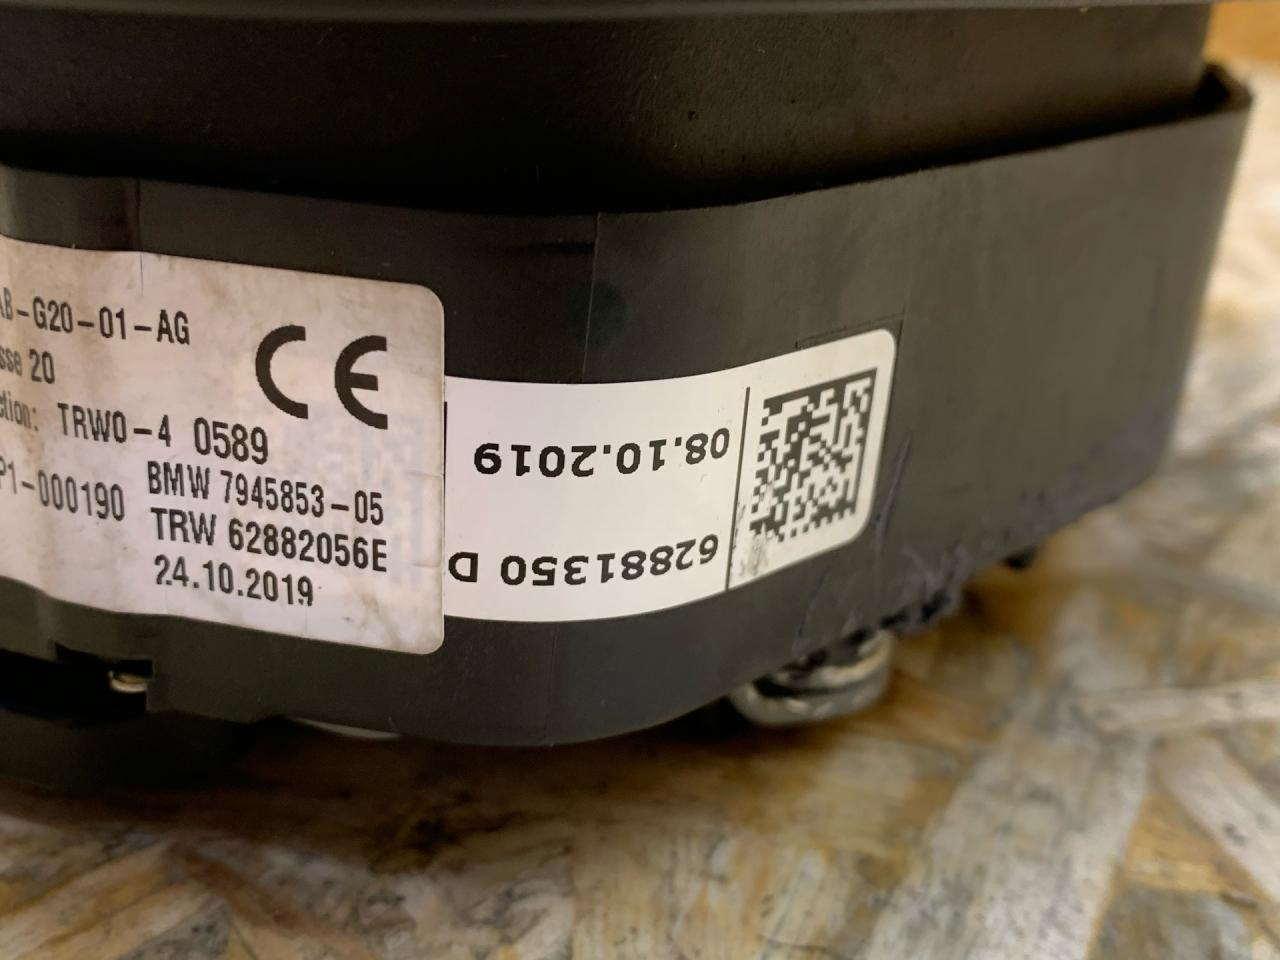 AB-G20-01-AG
sse 20
ction: TRW0-4 0589
P1-000190
BMW 7945853-05
TRW 62882056E
24.10.2019
CE
62881350 D
08.10.2019